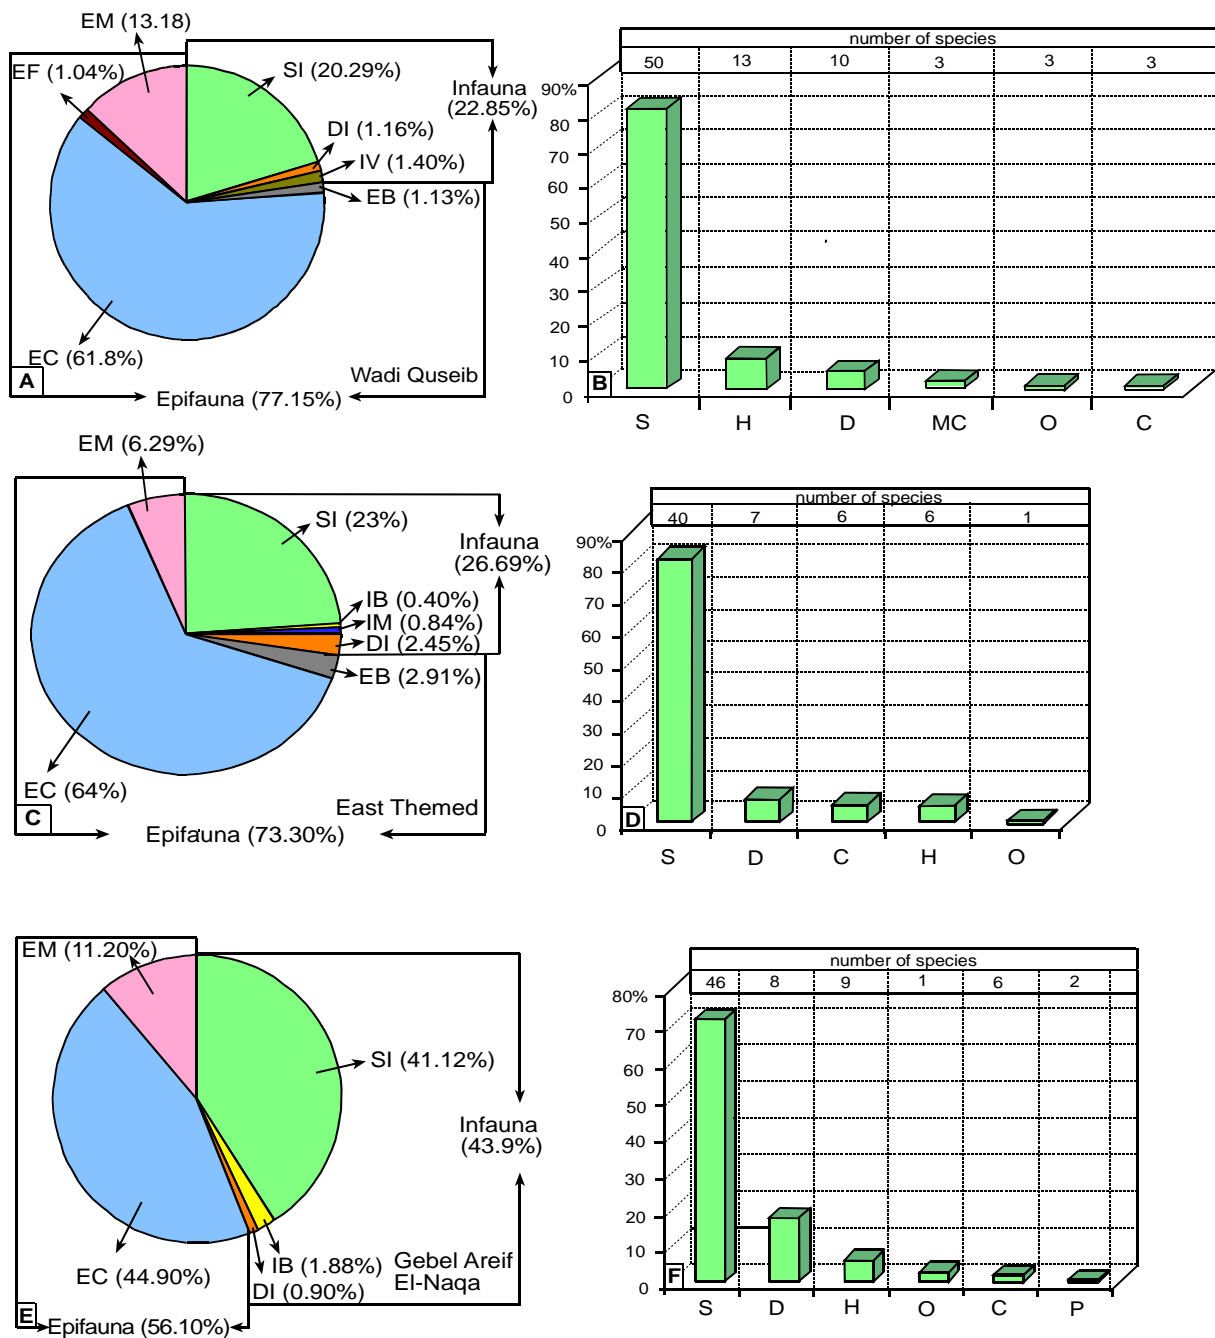 EM (13.18)
EF (1.04%)
SI (20.29%)
Infauna
(22.85%)
DI (1.16%)
IV (1.40%)
EB (1.13%)
EC (61.8%)
A
Wadi Quseib
Epifauna (77.15%)
number of species
50 13 10 3 3 3
90%
80
70
60
50
40
30
20
10
0
B
S H D MC O C
EM (6.29%)
SI (23%)
Infauna
(26.69%)
IB (0.40%)
IM (0.84%)
DI (2.45%)
EB (2.91%)
EC (64%)
C
East Themed
Epifauna (73.30%)
number of species
40 7 6 6 1
90%
80
70
60
50
40
30
20
10
0
D
S D C H O
EM (11.20%)
SI (41.12%)
Infauna
(43.9%)
IB (1.88%)
DI (0.90%)
EC (44.90%)
Gebel Areif
El-Naqa
E
Epifauna (56.10%)
number of species
46 8 9 1 6 2
80%
70
60
50
40
30
20
10
0
F
S D H O C P